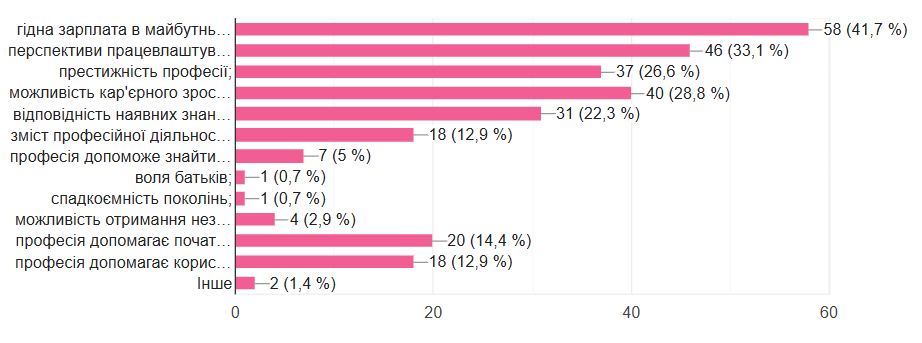 гідна зарплата в майбутнь… 58 (41,7 %)
перспективи працевлаштув… 46 (33,1 %)
престижність професії; 37 (26,6 %)
можливість кар'єрного зрос… 40 (28,8 %)
відповідність наявних знан… 31 (22,3 %)
зміст професійної діяльнос… 18 (12,9 %)
професія допоможе знайти… 7 (5 %)
воля батьків; 1 (0,7 %)
спадкоємність поколінь; 1 (0,7 %)
можливість отримання нез… 4 (2,9 %)
професія допомагає почат… 20 (14,4 %)
професія допомагає корис… 18 (12,9 %)
Інше 2 (1,4 %)
0 20 40 60